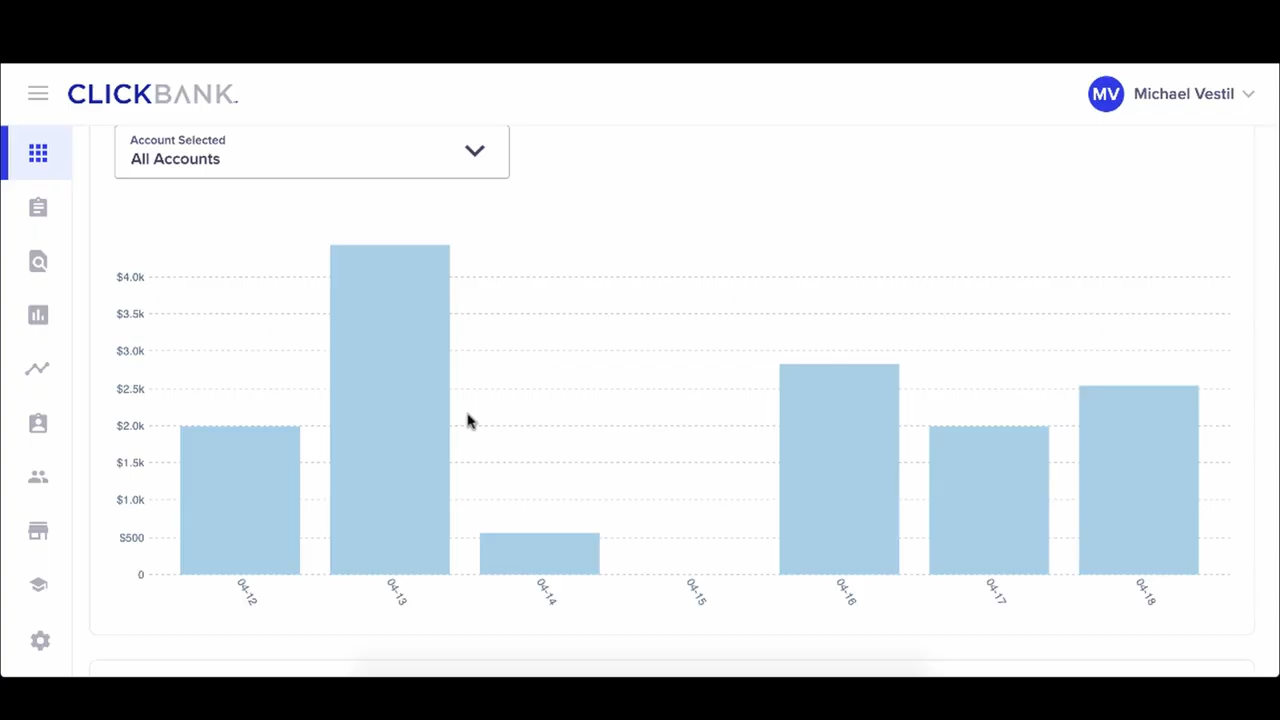 CLICKBANK
MV Michael Vestil
Account Selected
All Accounts
$4.0k
$3.5k
$3.0k
$2.5k
$2.0k
$1.5k
$1.0k
$500
0
04-12 04-13 04-14 04-15 04-16 04-17 04-18